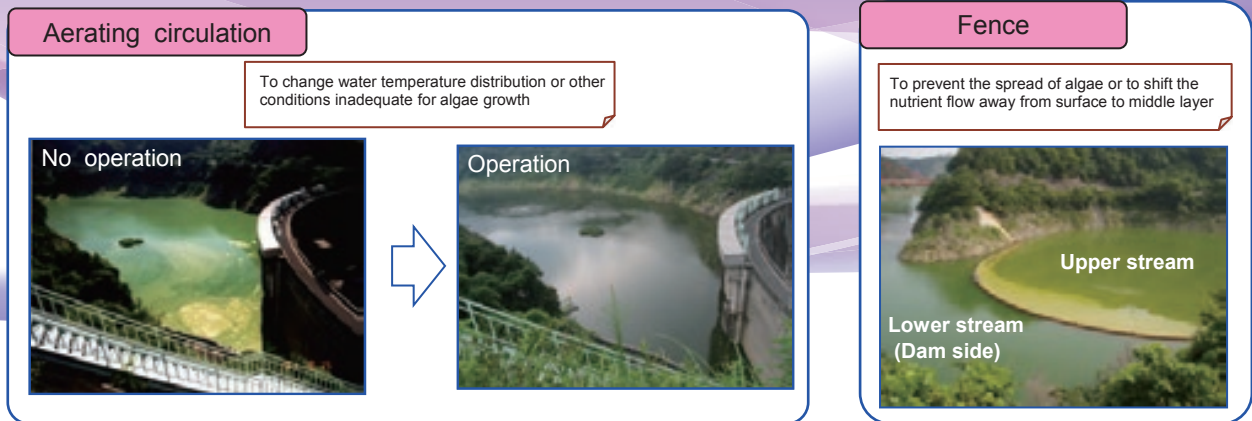 Aerating circulation
To change water temperature distribution or other
conditions inadequate for algae growth
No operation
Operation
Fence
To prevent the spread of algae or to shift the
nutrient flow away from surface to middle layer
Upper stream
Lower stream
(Dam side)